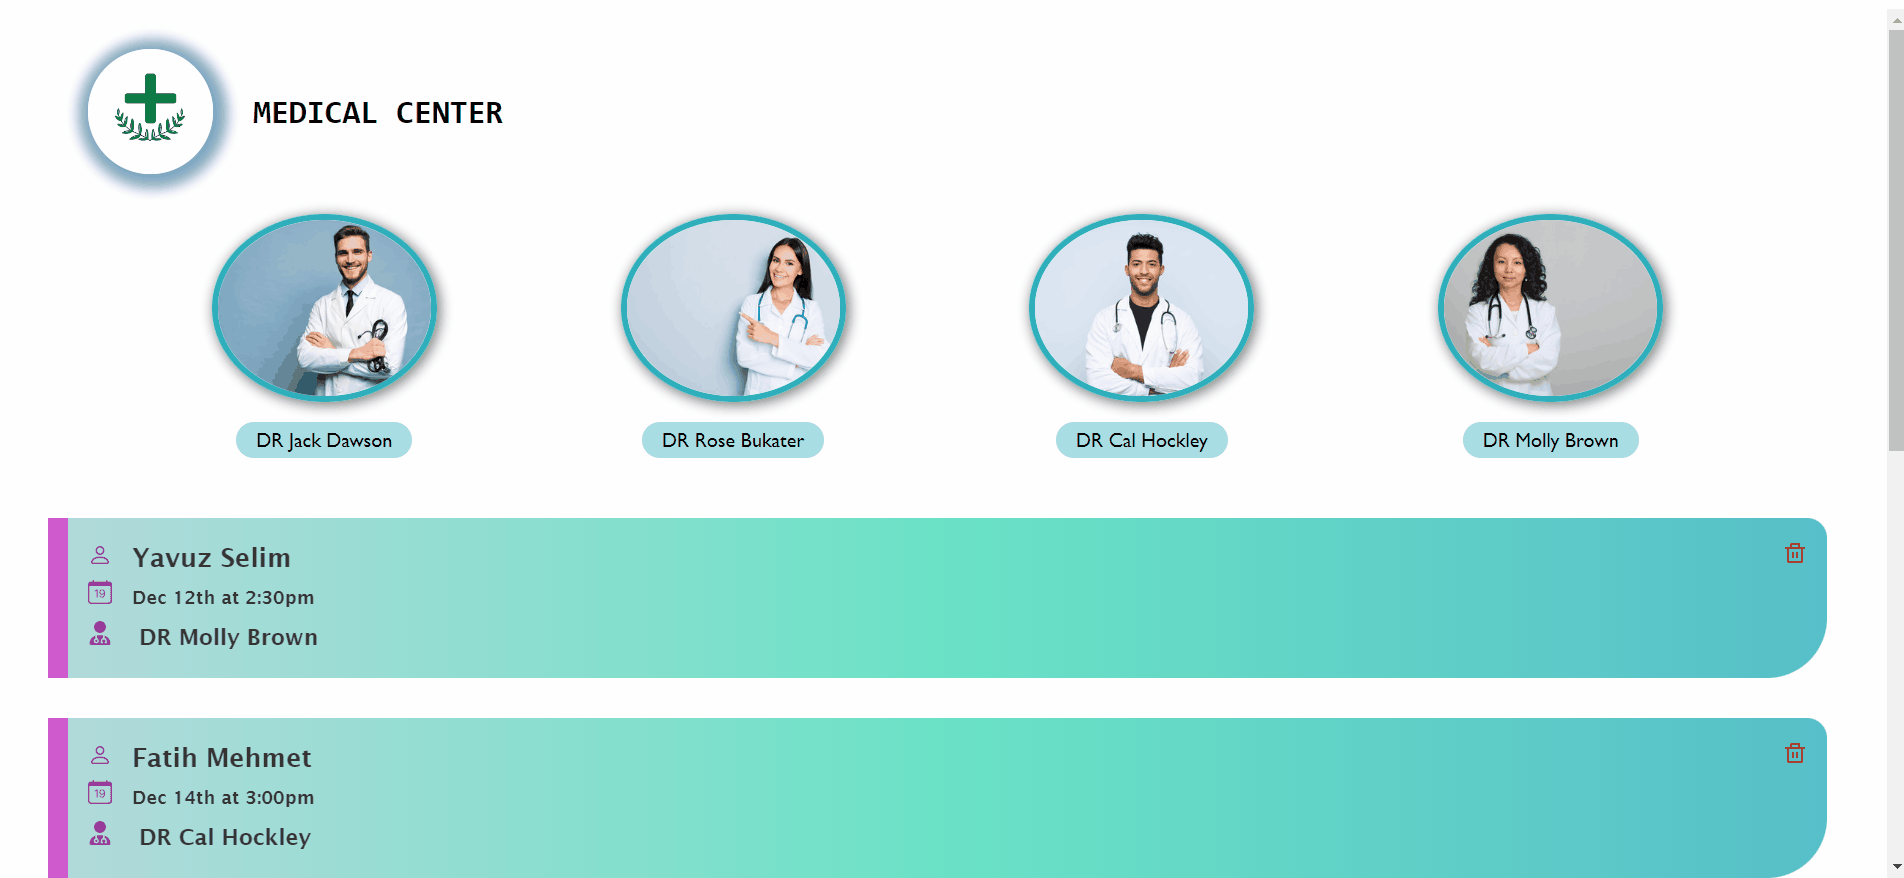 MEDICAL CENTER
DR Jack Dawson
DR Rose Bukater
DR Cal Hockley
DR Molly Brown
Yavuz Selim
19
Dec 12th at 2:30pm
DR Molly Brown
Fatih Mehmet
19
Dec 14th at 3:00pm
DR Cal Hockley